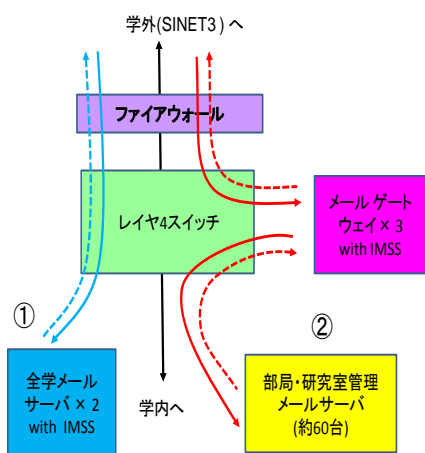 学外(SINET3)へ
ファイアウォール
レイヤ4スイッチ
メール ゲート
ウェイ× 3
with IMSS
①
全学メール
サーバ × 2
with IMSS
学内へ
②
部局・研究室管理
メールサーバ
(約60台)